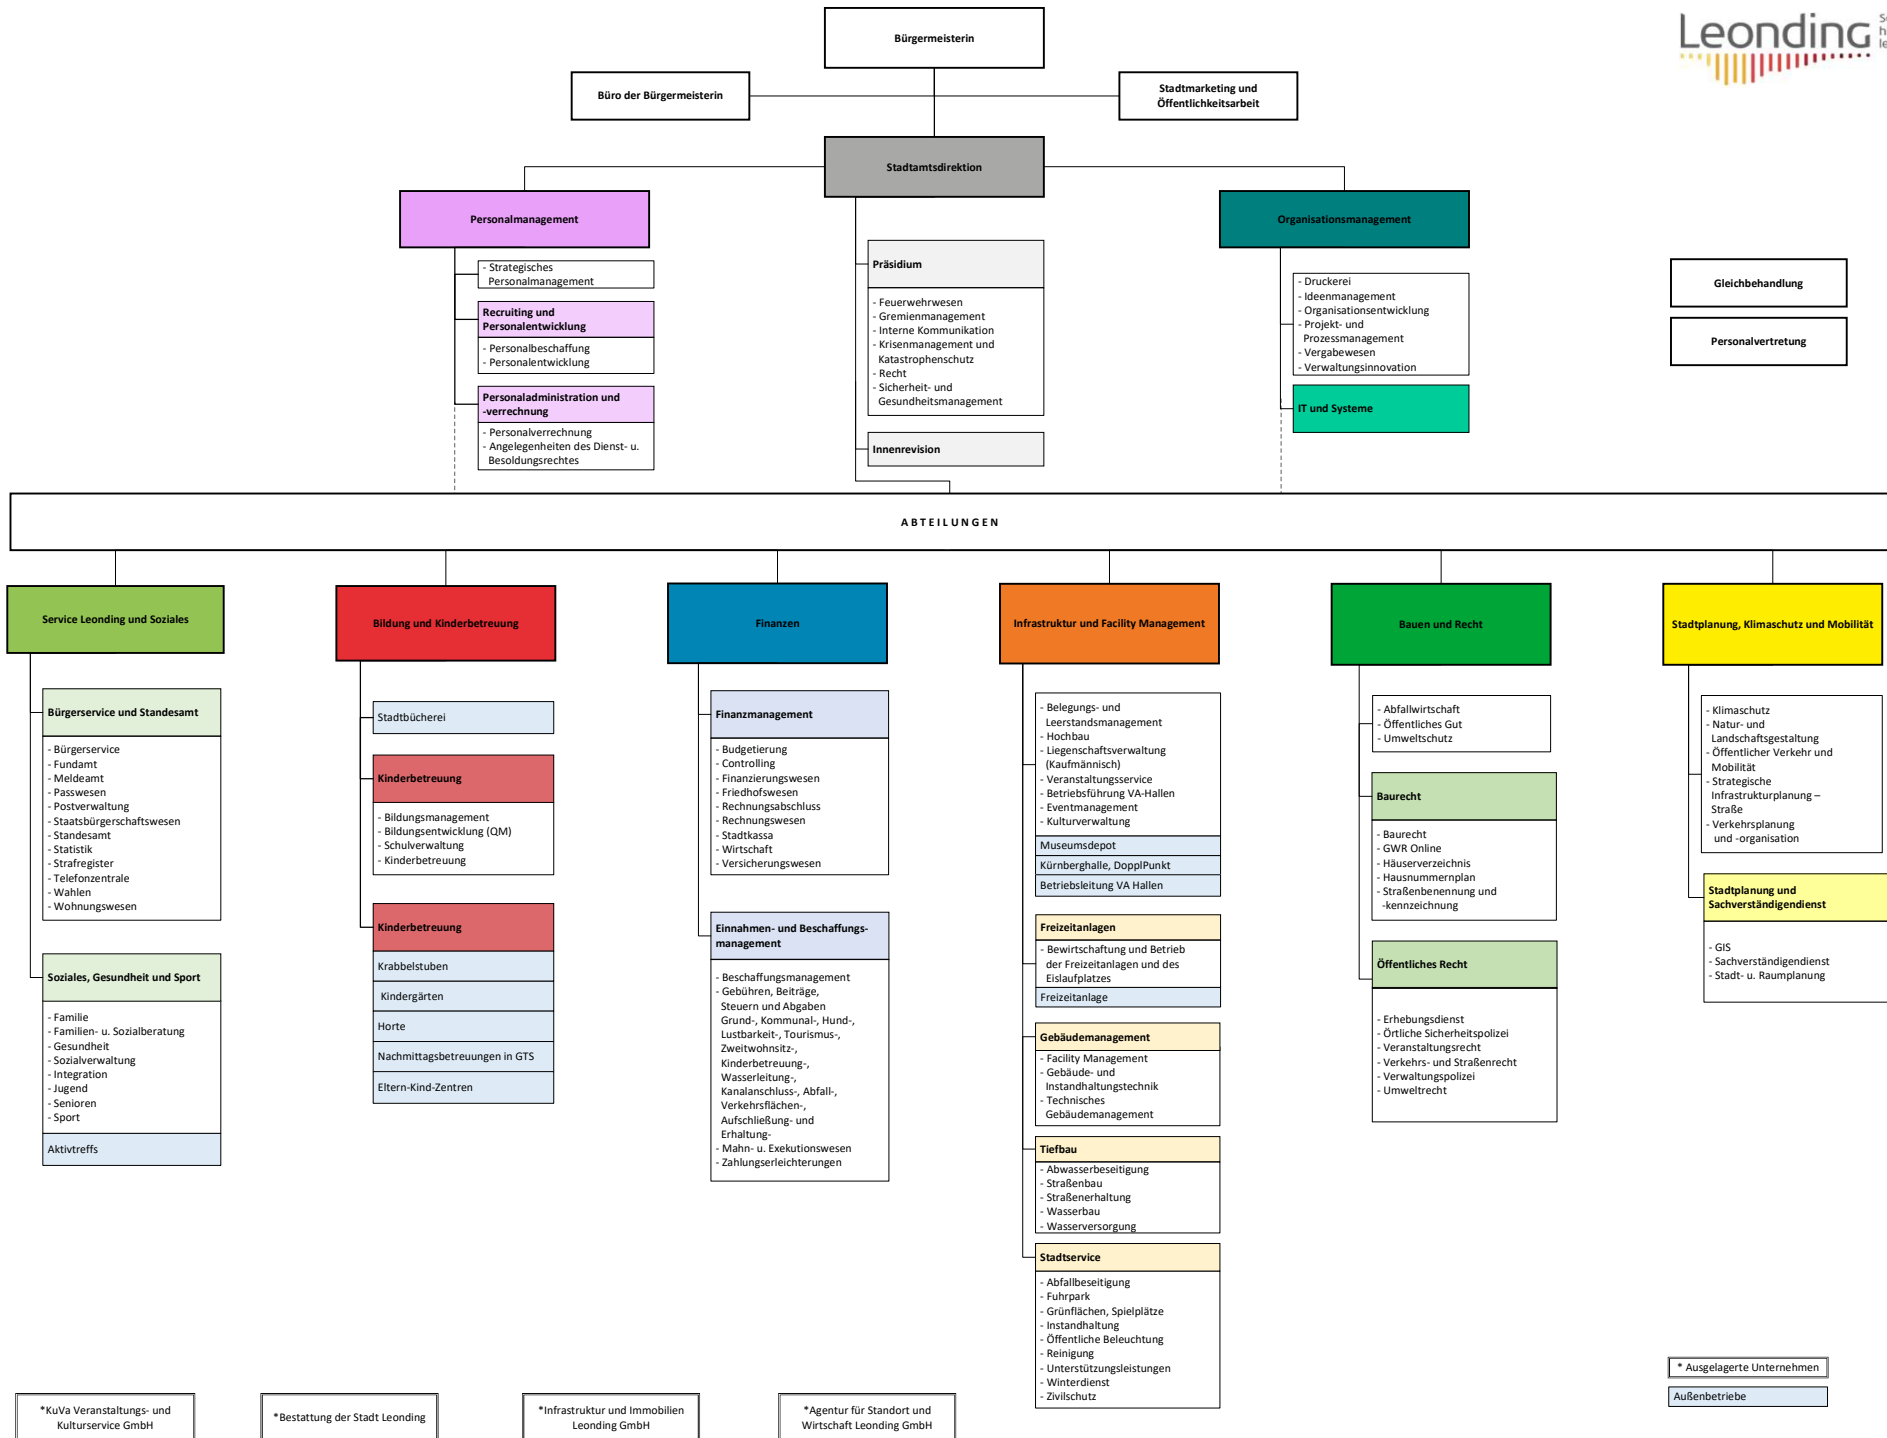 Leonding
Bürgermeisterin
Büro der Bürgermeisterin
Stadtmarketing und
Öffentlichkeitsarbeit
Stadtamtsdirektion
Personalmanagement
Organisationsmanagement
- Strategisches
Personalmanagement
Recruiting und
Personalentwicklung
- Personalbeschaffung
- Personalentwicklung
Personaladministration und
-verrechnung
- Personalverrechnung
- Angelegenheiten des Dienst- u.
Besoldungsrechtes
Präsidium
- Feuerwehrwesen
- Gremienmanagement
- Interne Kommunikation
- Krisenmanagement und
Katastrophenschutz
- Recht
- Sicherheit- und
Gesundheitsmanagement
Innenrevision
- Druckerei
- Ideenmanagement
- Organisationsentwicklung
- Projekt- und
Prozessmanagement
- Vergabewesen
- Verwaltungsinnovation
IT und Systeme
Gleichbehandlung
Personalvertretung
ABTEILUNGEN
Service Leonding und Soziales
Bürgerservice und Standesamt
- Bürgerservice
- Fundamt
- Meldeamt
- Passwesen
- Postverwaltung
- Staatsbürgerschaftswesen
- Standesamt
- Statistik
- Strafregister
- Telefonzentrale
- Wahlen
- Wohnungswesen
Soziales, Gesundheit und Sport
- Familie
- Familien- u. Sozialberatung
- Gesundheit
- Sozialverwaltung
- Integration
- Jugend
- Senioren
- Sport
Aktivtreffs
Bildung und Kinderbetreuung
Stadtbücherei
Kinderbetreuung
- Bildungsmanagement
- Bildungsentwicklung (QM)
- Schulverwaltung
- Kinderbetreuung
Kinderbetreuung
Krabbelstuben
Kindergärten
Horte
Nachmittagsbetreuungen in GTS
Eltern-Kind-Zentren
Finanzen
Finanzmanagement
- Budgetierung
- Controlling
- Finanzierungswesen
- Friedhofswesen
- Rechnungsabschluss
- Rechnungswesen
- Stadtkassa
- Wirtschaft
- Versicherungswesen
Einnahmen- und Beschaffungs-
management
- Beschaffungsmanagement
- Gebühren, Beiträge,
Steuern und Abgaben
Grund-, Kommunal-, Hund-,
Lustbarkeit-, Tourismus-,
Zweitwohnsitz-,
Kinderbetreuung-,
Wasserleitung-,
Kanalanschluss-, Abfall-,
Verkehrsflächen-,
Aufschließung- und
Erhaltung-
- Mahn- u. Exekutionswesen
- Zahlungserleichterungen
Infrastruktur und Facility Management
- Belegungs- und
Leerstandsmanagement
- Hochbau
- Liegenschaftsverwaltung
(Kaufmännisch)
- Veranstaltungsservice
- Betriebsführung VA-Hallen
- Eventmanagement
- Kulturverwaltung
Museumsdepot
Kürnberghalle, DopplPunkt
Betriebsleitung VA Hallen
Freizeitanlagen
- Bewirtschaftung und Betrieb
der Freizeitanlagen und des
Eislaufplatzes
Freizeitanlage
Gebäudemanagement
- Facility Management
- Gebäude- und
Instandhaltungstechnik
- Technisches
Gebäudemanagement
Tiefbau
- Abwasserbeseitigung
- Straßenbau
- Straßenerhaltung
- Wasserbau
- Wasserversorgung
Stadtservice
- Abfallbeseitigung
- Fuhrpark
- Grünflächen, Spielplätze
- Instandhaltung
- Öffentliche Beleuchtung
- Reinigung
- Unterstützungsleistungen
- Winterdienst
- Zivilschutz
Bauen und Recht
- Abfallwirtschaft
- Öffentliches Gut
- Umweltschutz
Baurecht
- Baurecht
- GWR Online
- Häuserverzeichnis
- Hausnummernplan
- Straßenbenennung und
-kennzeichnung
Öffentliches Recht
- Erhebungsdienst
- Örtliche Sicherheitspolizei
- Veranstaltungsrecht
- Verkehrs- und Straßenrecht
- Verwaltungspolizei
- Umweltrecht
Stadtplanung, Klimaschutz und Mobilität
- Klimaschutz
- Natur- und
Landschaftsgestaltung
- Öffentlicher Verkehr und
Mobilität
- Strategische
Infrastrukturplanung –
Straße
- Verkehrsplanung
und -organisation
Stadtplanung und
Sachverständigendienst
- GIS
- Sachverständigendienst
- Stadt- u. Raumplanung
* Ausgelagerte Unternehmen
Außenbetriebe
*KuVa Veranstaltungs- und
Kulturservice GmbH
*Bestattung der Stadt Leonding
*Infrastruktur und Immobilien
Leonding GmbH
*Agentur für Standort und
Wirtschaft Leonding GmbH